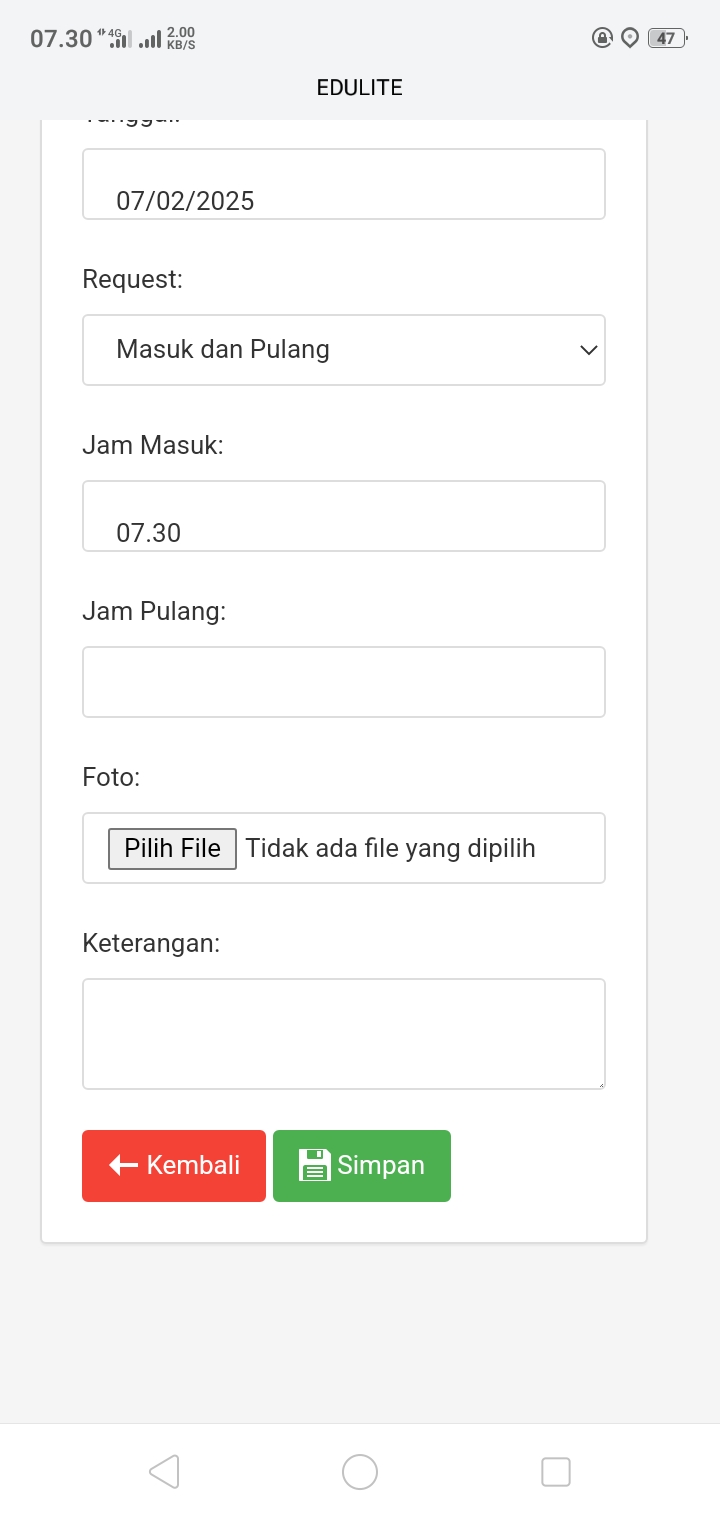 07.30 4G 2.00 KB/S 47
EDULITE
Tanggal:
07/02/2025
Request:
Masuk dan Pulang
Jam Masuk:
07.30
Jam Pulang:
Foto:
Pilih File Tidak ada file yang dipilih
Keterangan:
Kembali Simpan